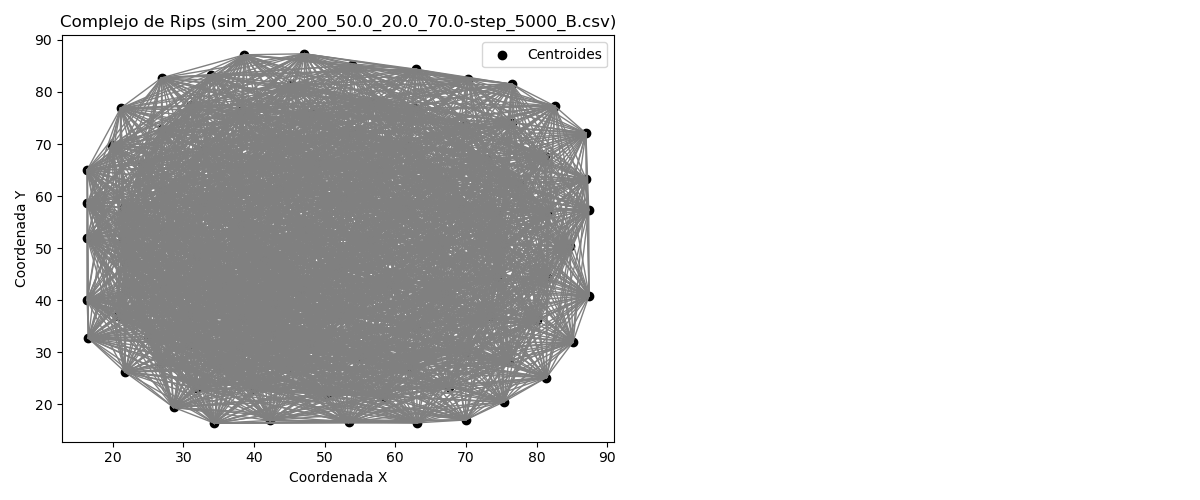 Complejo de Rips (sim_200_200_50.0_20.0_70.0-step_5000_B.csv)
90
80
70
60
50
40
30
20
Coordenada Y
Centroides
20 30 40 50 60 70 80 90
Coordenada X